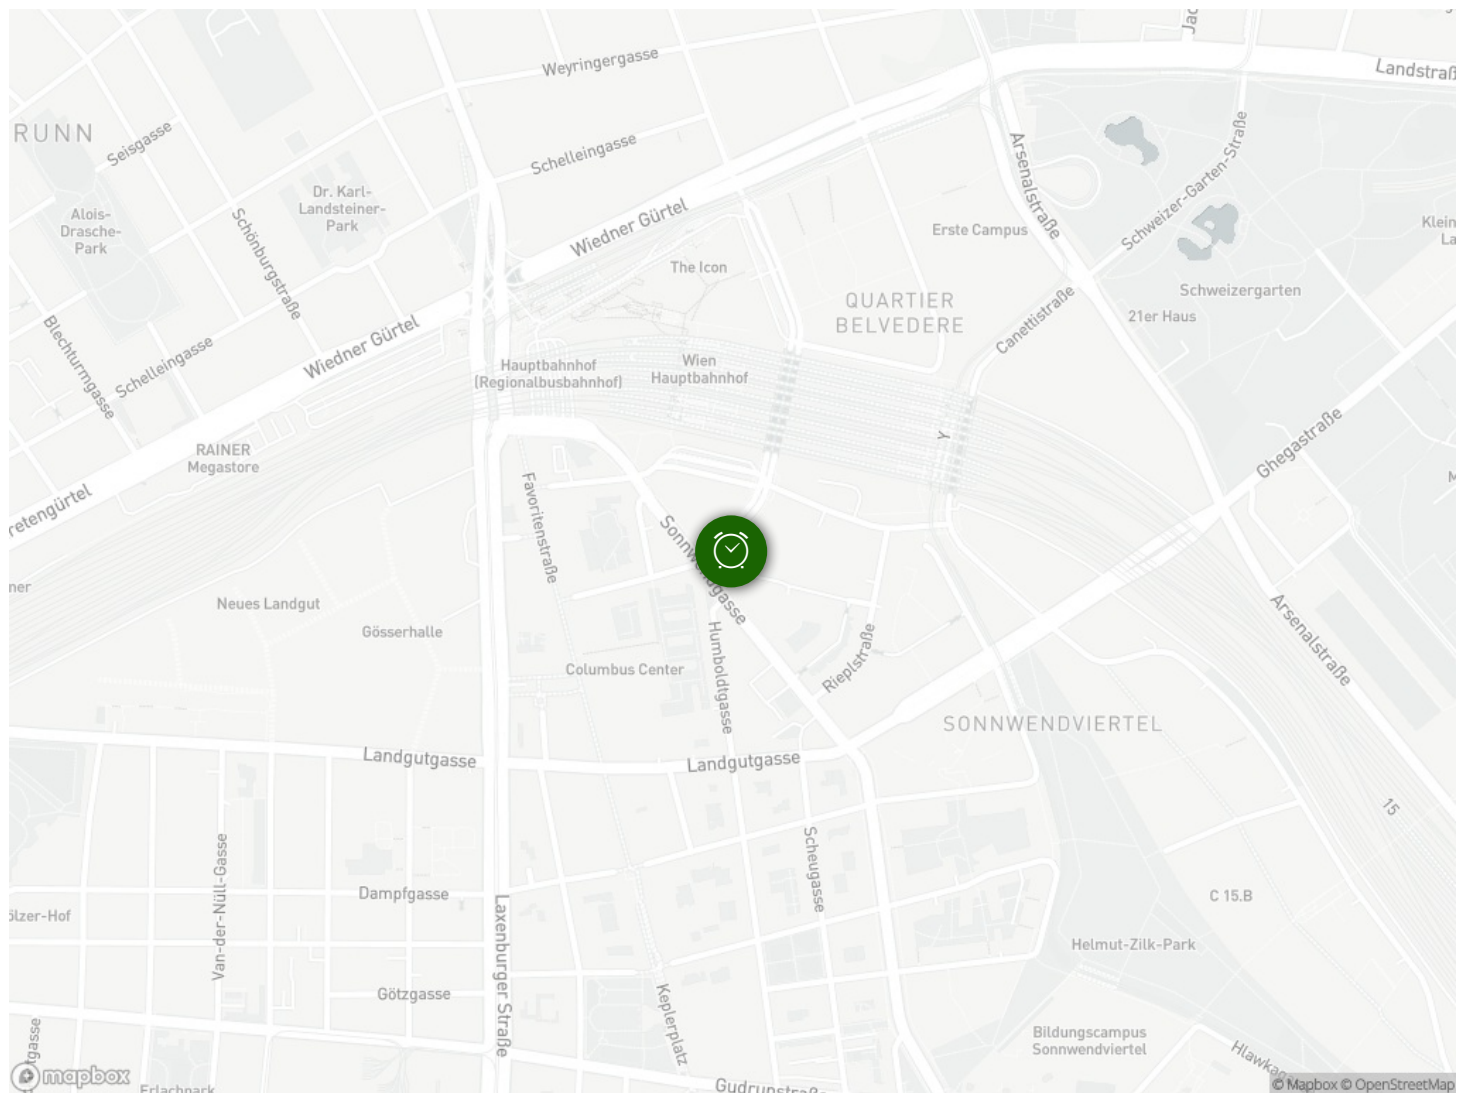 Weyringergasse
Landstraß
RUNN
Seisgasse
Schelleingasse
Arsenalstraße
Schweizer-Garten-Straße
Dr. Karl-
Landsteiner-
Park
Alois-
Drasche-
Park
Schönburgstraße
Wiedner Gürtel
Erste Campus
Klein
La
The Icon
QUARTIER
BELVEDERE
Schweizergarten
21er Haus
Canettistraße
Wiedner Gürtel
Schelleingasse
Blechturmgasse
Hauptbahnhof
(Regionalbusbahnhof)
Wien
Hauptbahnhof
RAINER
Megastore
Y
Ghegastraße
M
retengürtel
Favoritenstraße
Sonnwendgasse
ner
Neues Landgut
Gösserhalle
Arsenalstraße
Columbus Center
Humboldtgasse
Rieplstraße
SONNWENDVIERTEL
Landgutgasse
Landgutgasse
15
Van-der-Nüll-Gasse
Scheugasse
Dampfgasse
C 15.B
ölzer-Hof
Laxenburger Straße
Helmut-Zilk-Park
Götzgasse
Keplerplatz
Bildungscampus
Sonnwendviertel
tgasse
mapbox
Erlachpark
Gudrunstraße
Hlawkaga
© Mapbox © OpenStreetMap